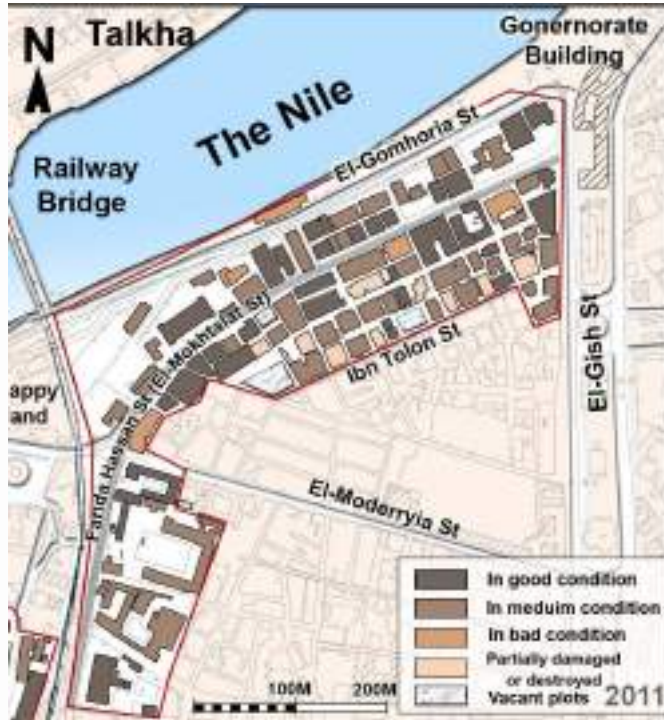 N
Talkha
The Nile
Gonernorate
Building
Railway
Bridge
El-Gomhoria St
Farida Hassan St (El-Mokhtalat St)
Ibn Tolon St
El-Gish St
appy
and
El-Moderryia St
In good condition
In meduim condition
In bad condition
Partially damaged
or destroyed
Vacant plots
2011
100M
200M